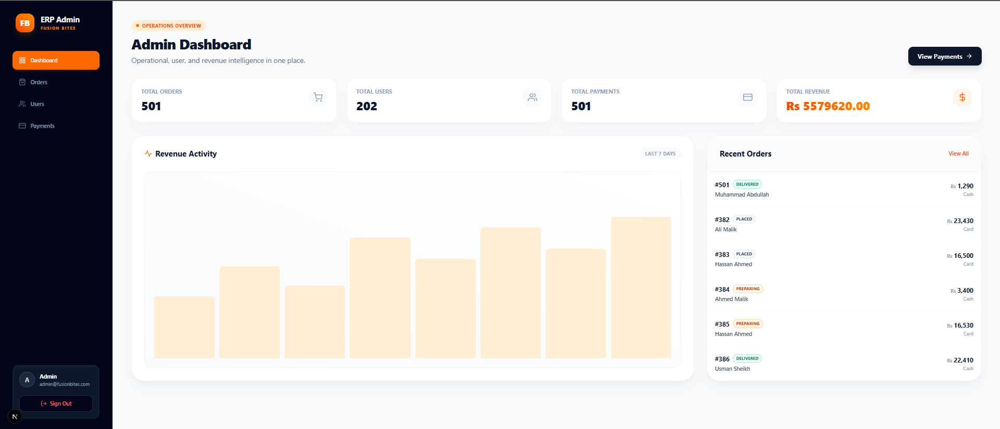 FB
ERP Admin
FUSION BITES
Dashboard
Orders
Users
Payments
A
Admin
admin@fusionbites.com
Sign Out
N
OPERATIONS OVERVIEW
Admin Dashboard
Operational, user, and revenue intelligence in one place.
View Payments →
TOTAL ORDERS
501
TOTAL USERS
202
TOTAL PAYMENTS
501
TOTAL REVENUE
Rs 5579620.00
Revenue Activity
LAST 7 DAYS
Recent Orders
View All
#501 DELIVERED
Muhammad Abdullah
Rs 1,290
Cash
#382 PLACED
Ali Malik
Rs 23,430
Card
#383 PLACED
Hassan Ahmed
Rs 16,500
Card
#384 PREPARING
Ahmed Malik
Rs 3,400
Cash
#385 PREPARING
Hassan Ahmed
Rs 16,530
Card
#386 DELIVERED
Usman Sheikh
Rs 22,410
Cash